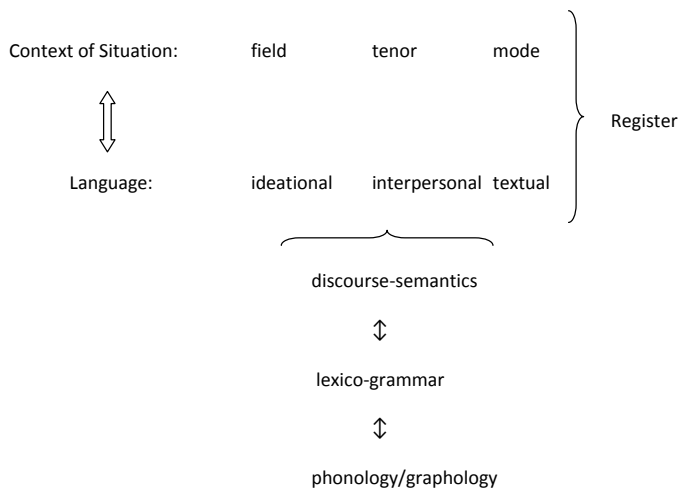 Context of Situation: field tenor mode
Register
Language: ideational interpersonal textual
discourse-semantics
lexico-grammar
phonology/graphology